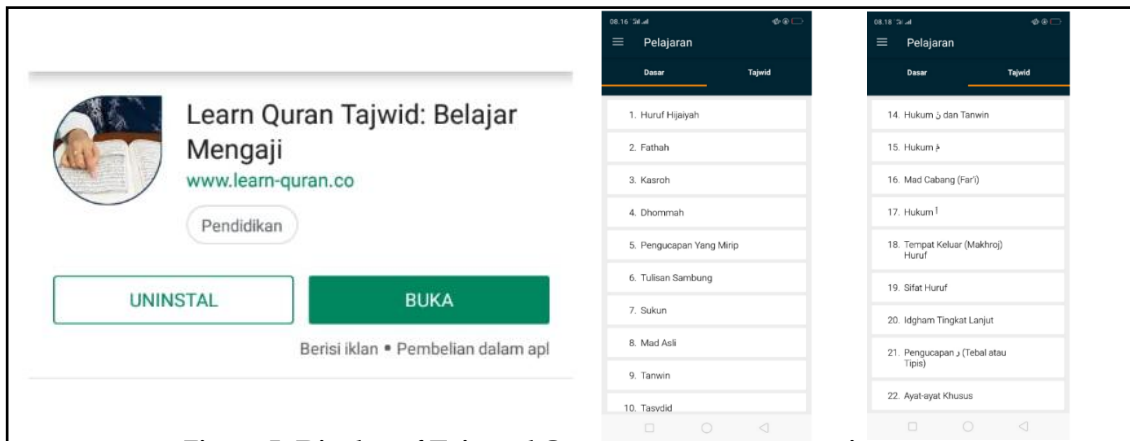 Learn Quran Tajwid: Belajar
Mengaji
www.learn-quran.co
Pendidikan
UNINSTAL
BUKA
Berisi iklan • Pembelian dalam apl
08.16
Pelajaran
Dasar Tajwid
1. Huruf Hijaiyah
2. Fathah
3. Kasroh
4. Dhommah
5. Pengucapan Yang Mirip
6. Tulisan Sambung
7. Sukun
8. Mad Asli
9. Tanwin
10. Tasydid
08.18
Pelajaran
Dasar Tajwid
14. Hukum نْ dan Tanwin
15. Hukum مْ
16. Mad Cabang (Far'i)
17. Hukum
18. Tempat Keluar (Makhroj)
Huruf
19. Sifat Huruf
20. Idgham Tingkat Lanjut
21. Pengucapan ر (Tebal atau
Tipis)
22. Ayat-ayat Khusus